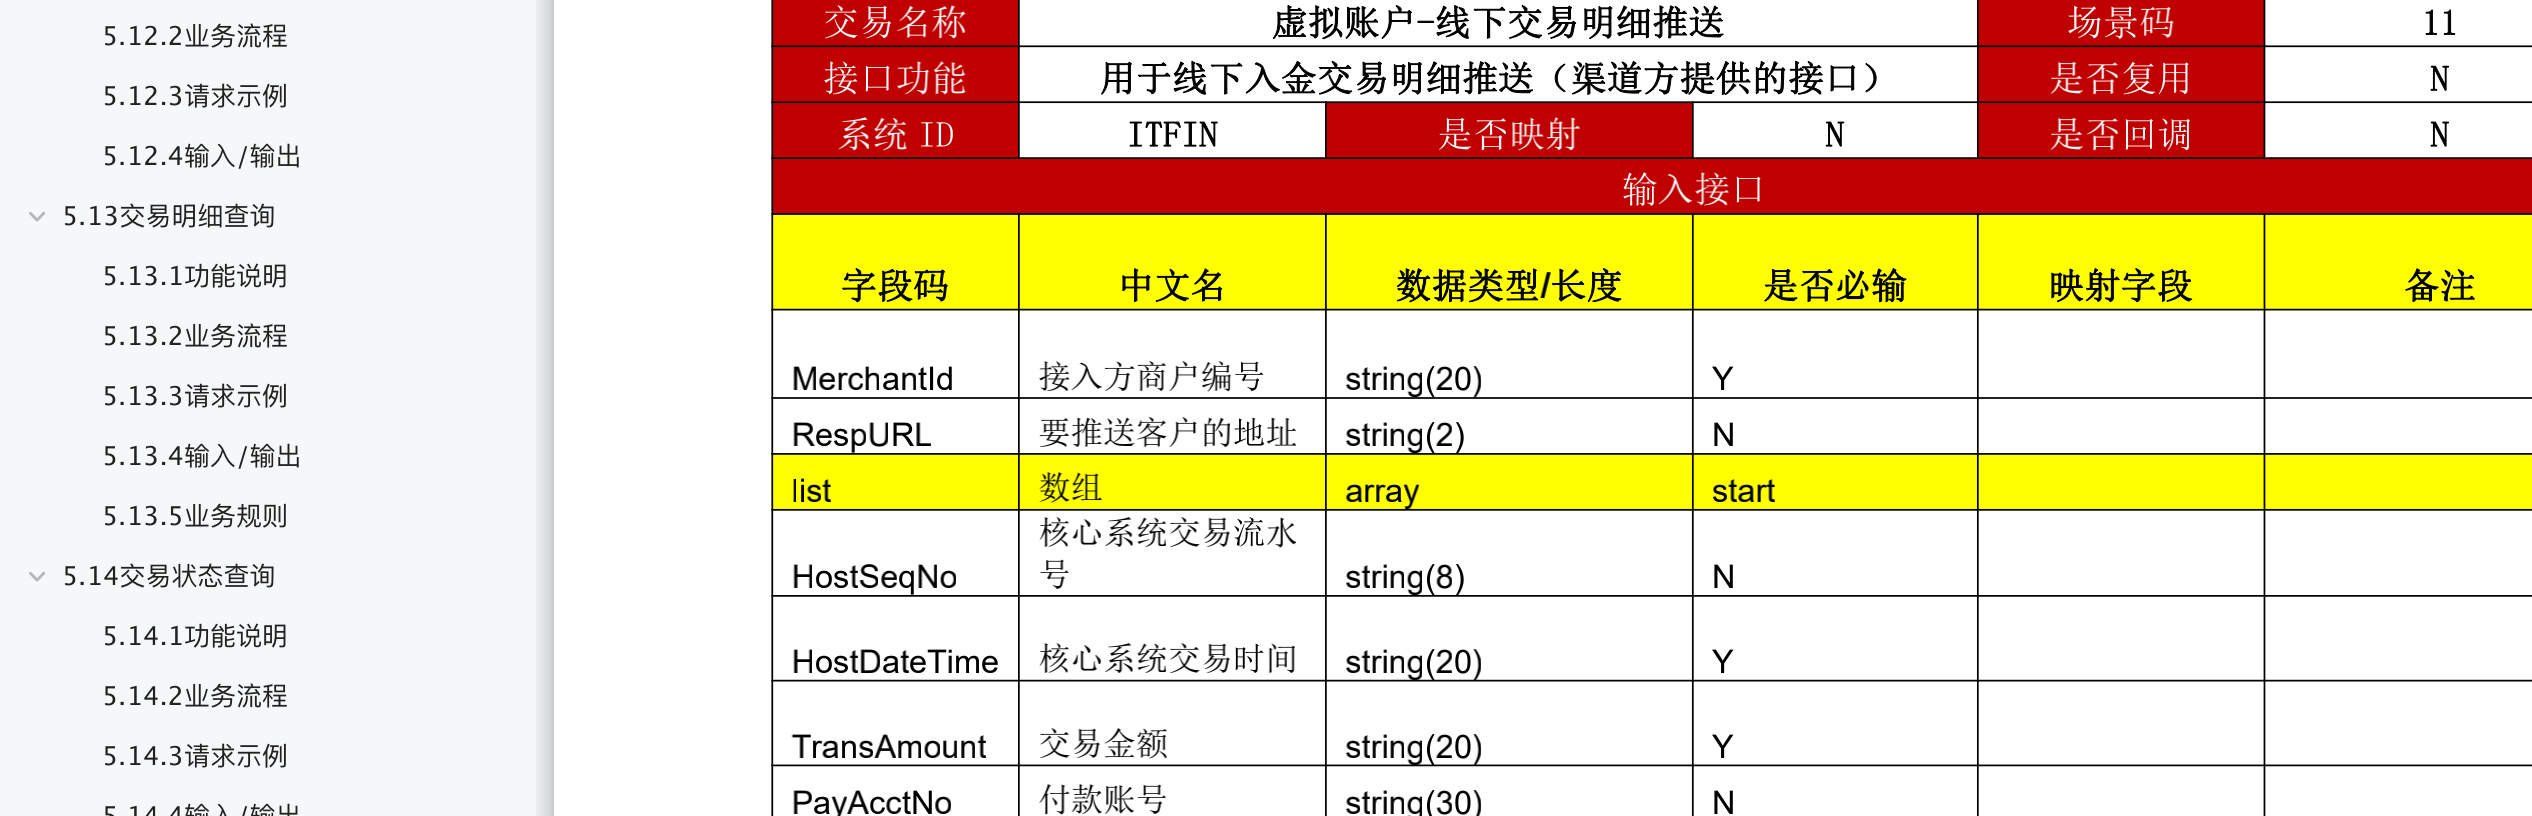 5.12.2业务流程
5.12.3请求示例
5.12.4输入/输出
5.13交易明细查询
5.13.1功能说明
5.13.2业务流程
5.13.3请求示例
5.13.4输入/输出
5.13.5业务规则
5.14交易状态查询
5.14.1功能说明
5.14.2业务流程
5.14.3请求示例
5.14.4输入/输出
交易名称 虚拟账户-线下交易明细推送 场景码 11
接口功能 用于线下入金交易明细推送（渠道方提供的接口） 是否复用 N
系统 ID ITFIN 是否映射 N 是否回调 N
输入接口
字段码 中文名 数据类型/长度 是否必输 映射字段 备注
MerchantId 接入方商户编号 string(20) Y
RespURL 要推送客户的地址 string(2) N
list 数组 array start
HostSeqNo 核心系统交易流水
号 string(8) N
HostDateTime 核心系统交易时间 string(20) Y
TransAmount 交易金额 string(20) Y
PayAcctNo 付款账号 string(30) N